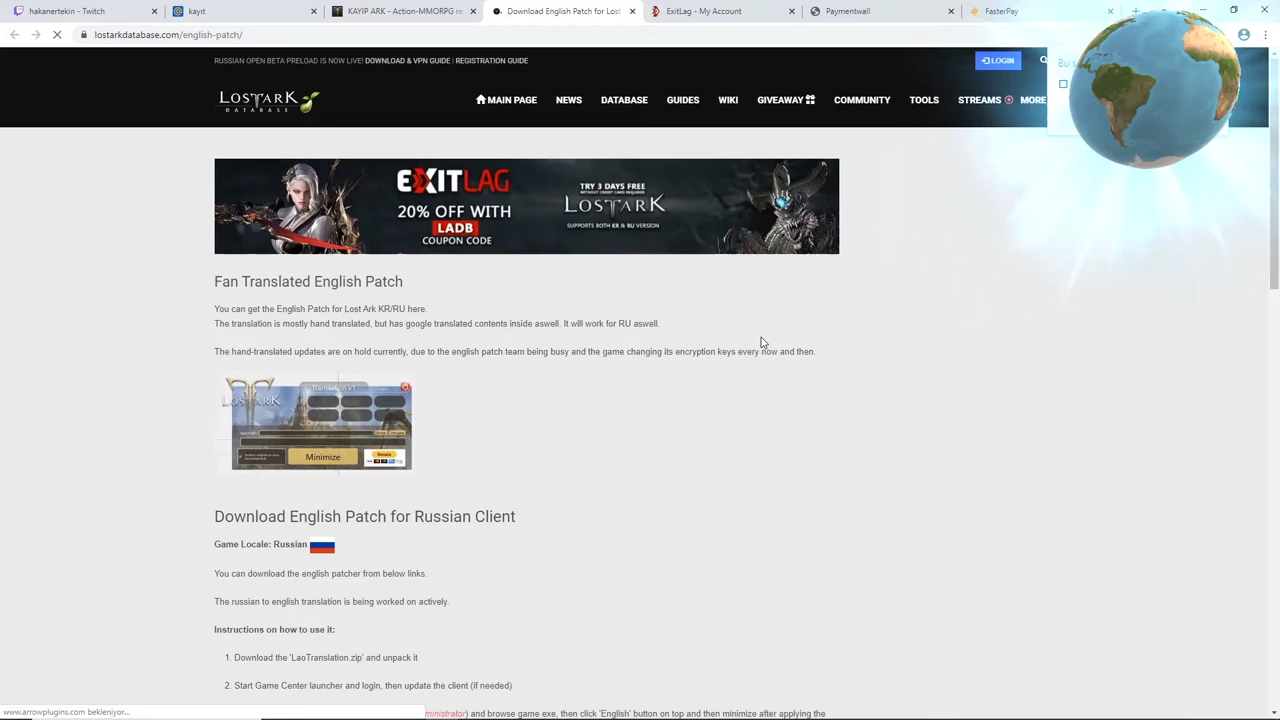 hakanertekin - Twitch
kayıt
KAYIP ARK - Action-MMORPG ne
Download English Patch for Lost
ExitLag - My Account
Paymentwall
FasterPay
lostarkdatabase.com/english-patch/
RUSSIAN OPEN BETA PRELOAD IS NOW LIVE! DOWNLOAD & VPN GUIDE | REGISTRATION GUIDE
LOGIN
Bu s
LOSTARK
DATABASE
MAIN PAGE NEWS DATABASE GUIDES WIKI GIVEAWAY COMMUNITY TOOLS STREAMS MORE
EXITLAG
20% OFF WITH
LADB
COUPON CODE
TRY 3 DAYS FREE
WITHOUT CREDIT CARD REQUIRED
LOSTARK
SUPPORTS BOTH KR & RU VERSION
Fan Translated English Patch
You can get the English Patch for Lost Ark KR/RU here.
The translation is mostly hand translated, but has google translated contents inside aswell. It will work for RU aswell.
The hand-translated updates are on hold currently, due to the english patch team being busy and the game changing its encryption keys every now and then.
Translation v1
LOSTARK
Minimize
Donate
Download English Patch for Russian Client
Game Locale: Russian
You can download the english patcher from below links.
The russian to english translation is being worked on actively.
Instructions on how to use it:
1. Download the 'LaoTranslation.zip' and unpack it
2. Start Game Center launcher and login, then update the client (if needed)
ministrator) and browse game exe, then click 'English' button on top and then minimize after applying the
www.arrowplugins.com bekleniyor...